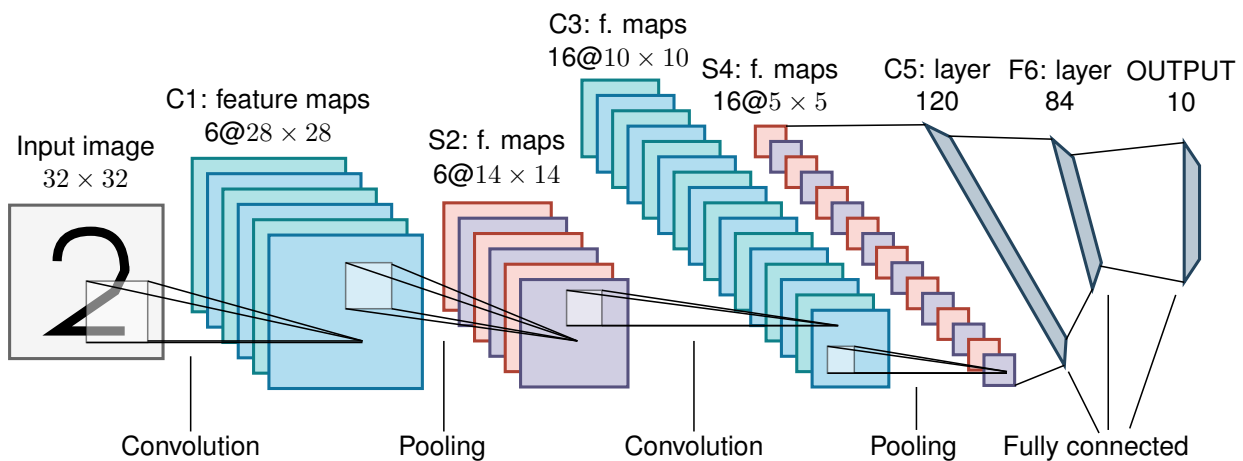 Input image
32 × 32
C1: feature maps
6@28 × 28
S2: f. maps
6@14 × 14
C3: f. maps
16@10 × 10
S4: f. maps
16@5 × 5
C5: layer
120
F6: layer
84
OUTPUT
10
2
Convolution
Pooling
Convolution
Pooling
Fully connected